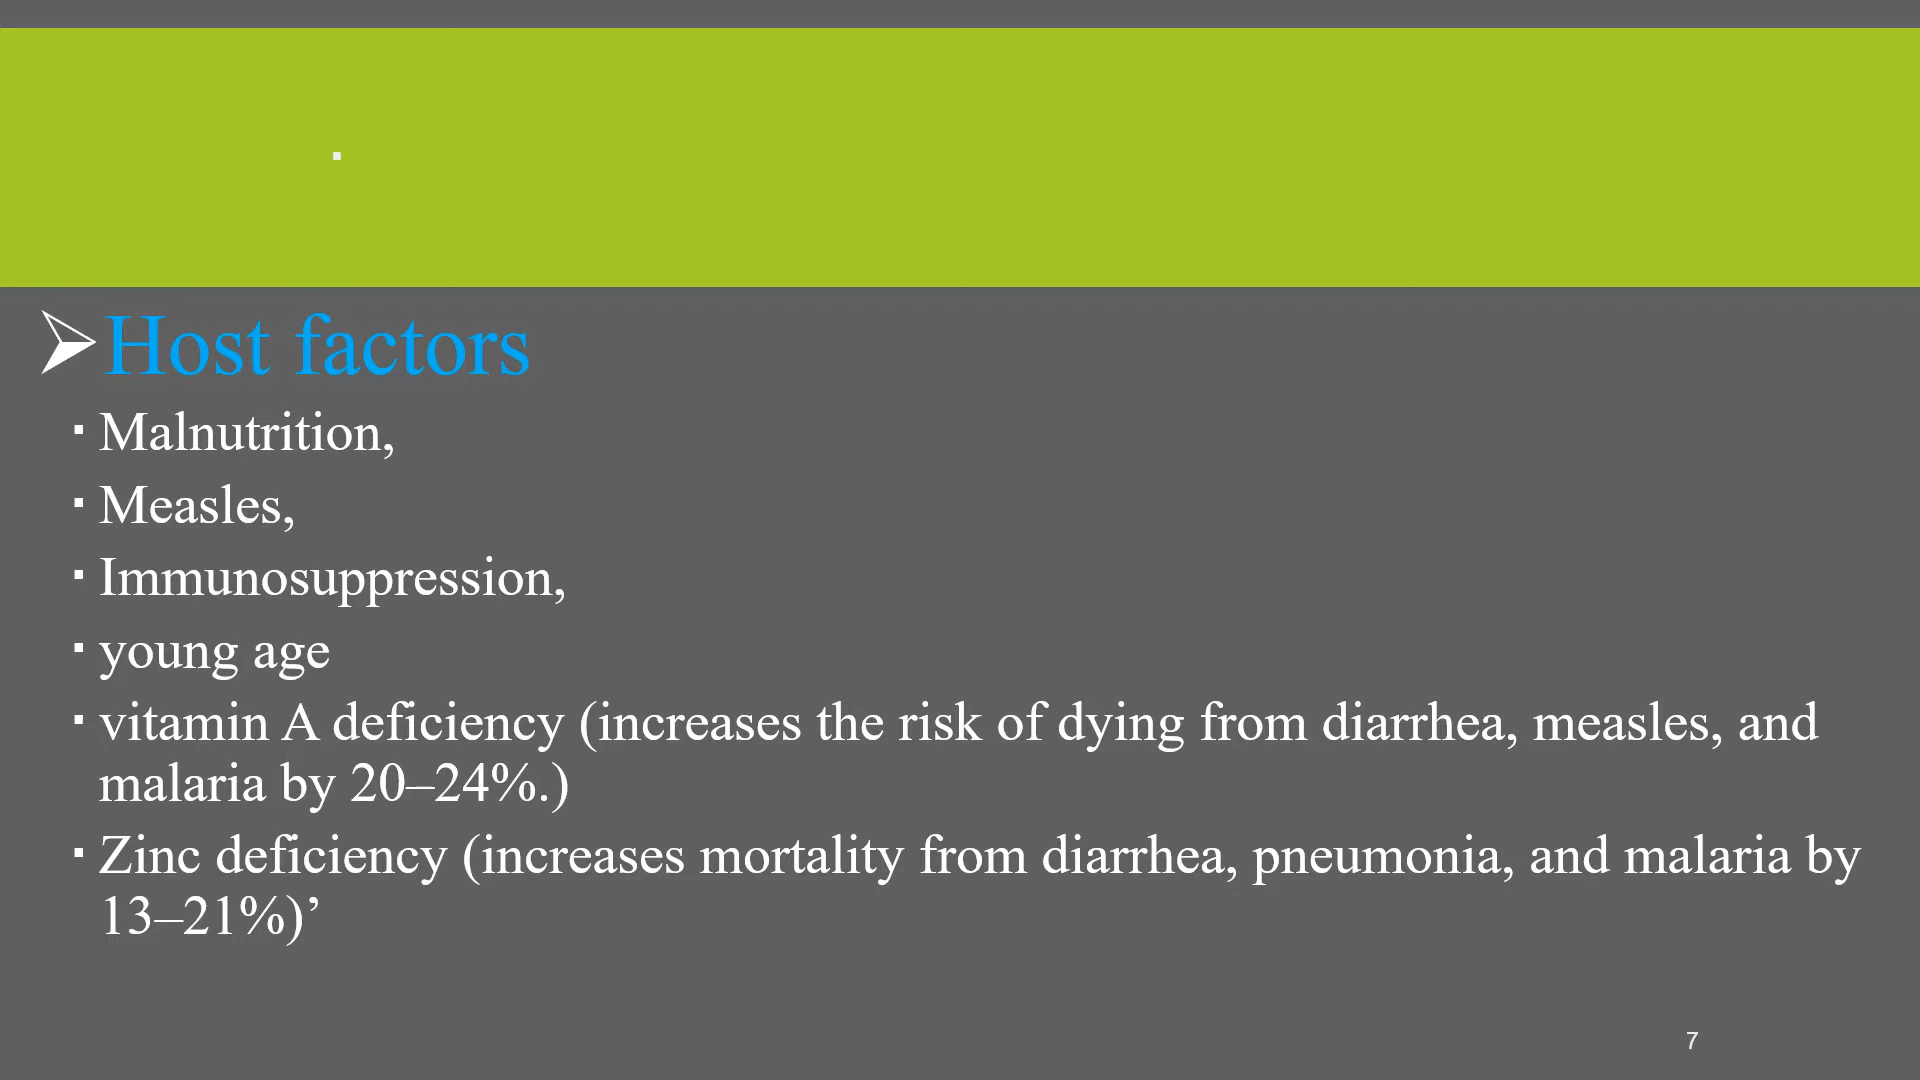 .
➢Host factors
▪ Malnutrition,
▪ Measles,
▪ Immunosuppression,
▪ young age
▪ vitamin A deficiency (increases the risk of dying from diarrhea, measles, and
malaria by 20–24%.)
▪ Zinc deficiency (increases mortality from diarrhea, pneumonia, and malaria by
13–21%)’
7